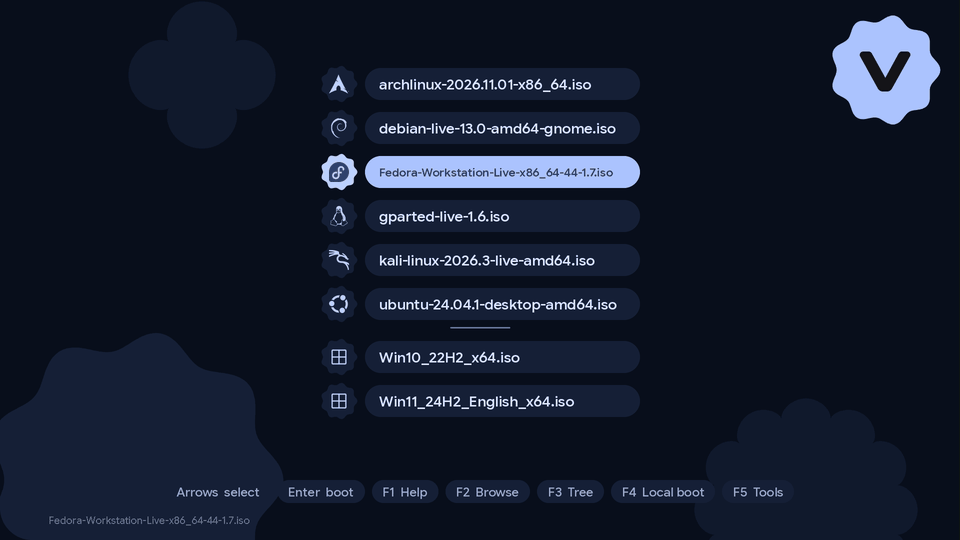 V
archlinux-2026.11.01-x86_64.iso
debian-live-13.0-amd64-gnome.iso
Fedora-Workstation-Live-x86_64-44-1.7.iso
gparted-live-1.6.iso
kali-linux-2026.3-live-amd64.iso
ubuntu-24.04.1-desktop-amd64.iso
Win10_22H2_x64.iso
Win11_24H2_English_x64.iso
Arrows select Enter boot F1 Help F2 Browse F3 Tree F4 Local boot F5 Tools
Fedora-Workstation-Live-x86_64-44-1.7.iso